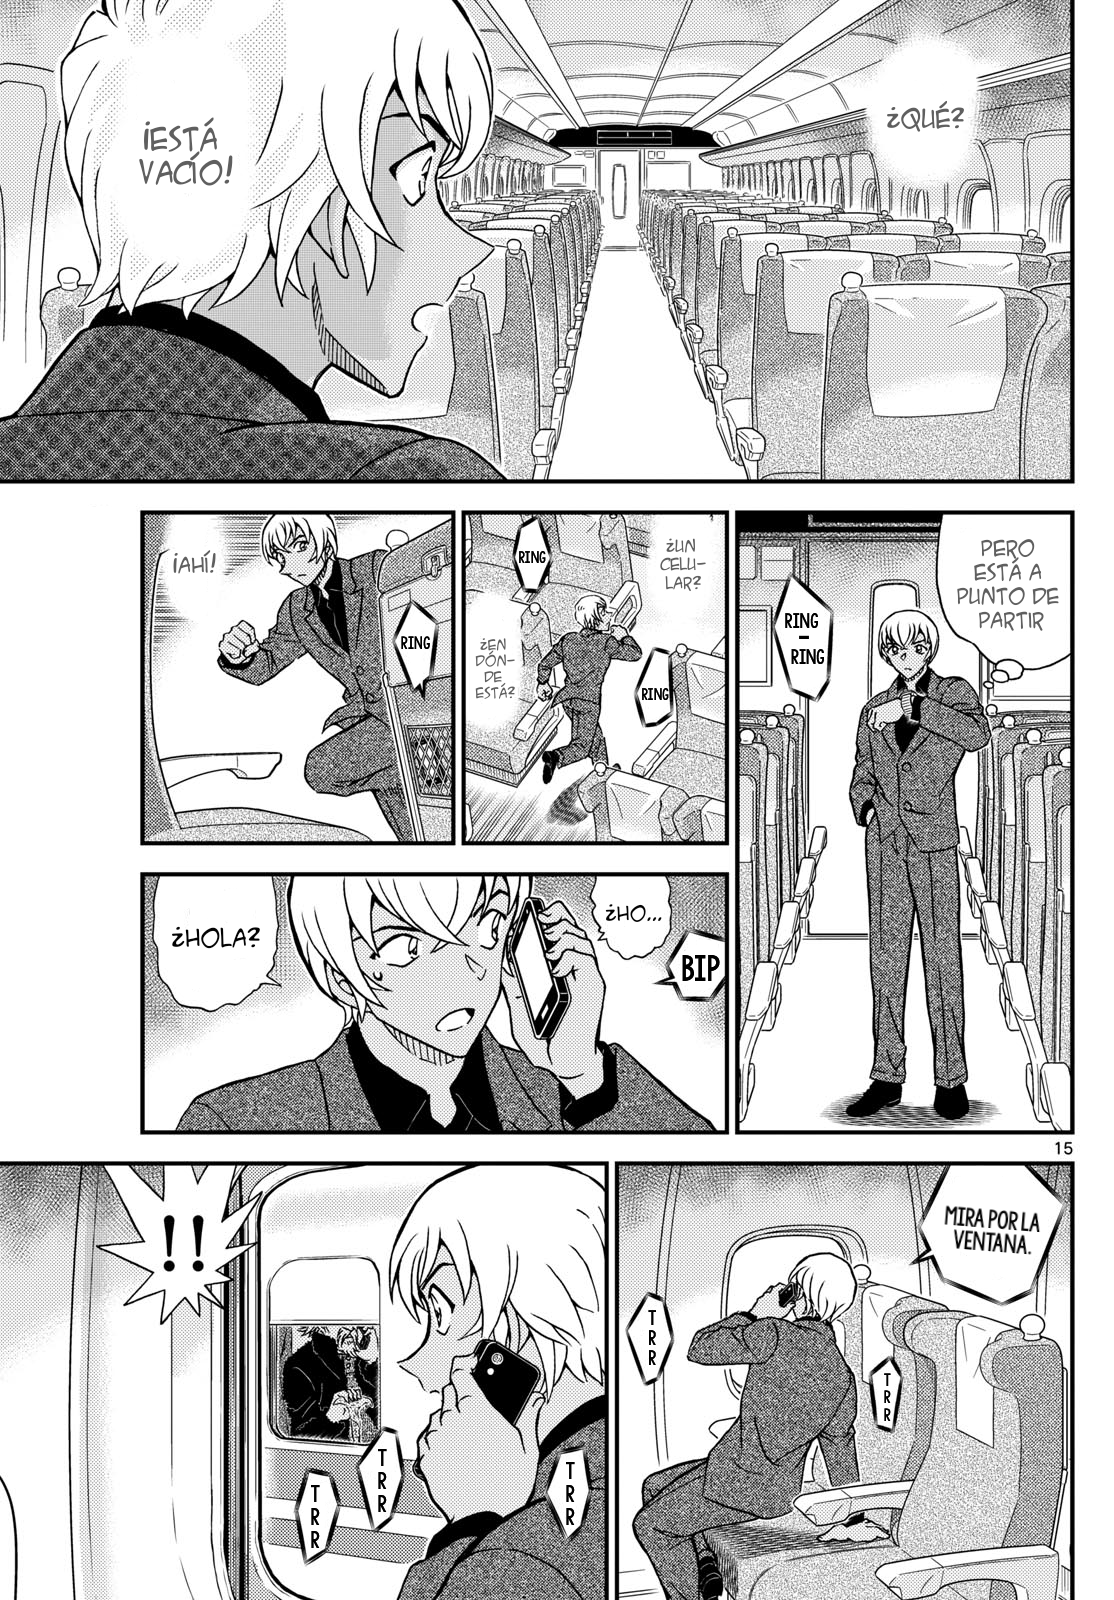 ¿QUÉ?
¡ESTÁ
VACÍO!
PERO
ESTÁ A
PUNTO DE
PARTIR
RING
–
RING
¿UN
CELU-
LAR?
RING
RING
¿EN
DÓN-
DE
ESTÁ?
¡AHÍ!
RING
BIP
¿HO...
¿HOLA?
15
MIRA POR LA
VENTANA.
TRR
TRR
TRR
TRR
TRR
!!